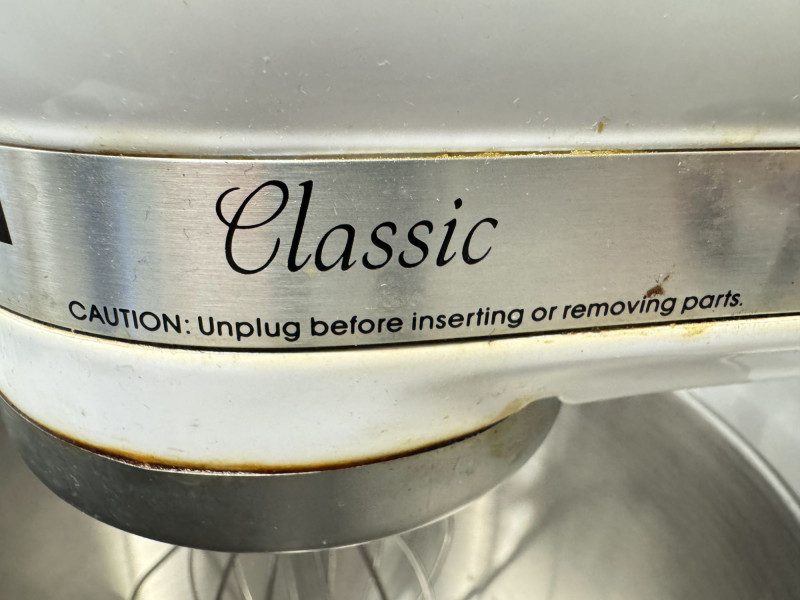 Classic
CAUTION: Unplug before inserting or removing parts.